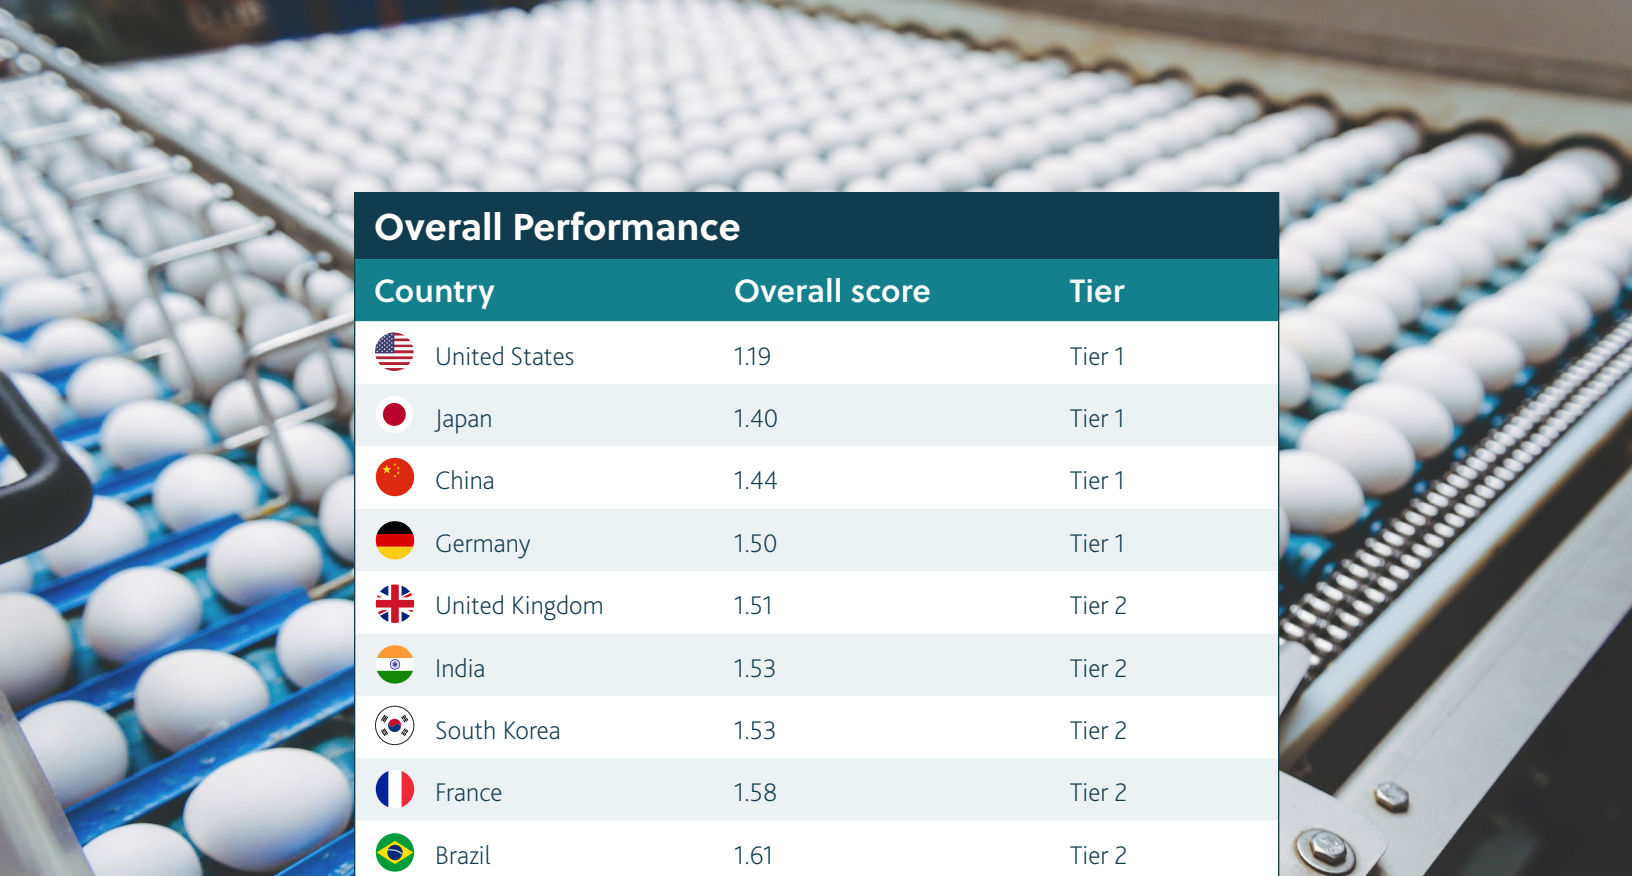 Overall Performance
Country Overall score Tier
United States 1.19 Tier 1
Japan 1.40 Tier 1
China 1.44 Tier 1
Germany 1.50 Tier 1
United Kingdom 1.51 Tier 2
India 1.53 Tier 2
South Korea 1.53 Tier 2
France 1.58 Tier 2
Brazil 1.61 Tier 2